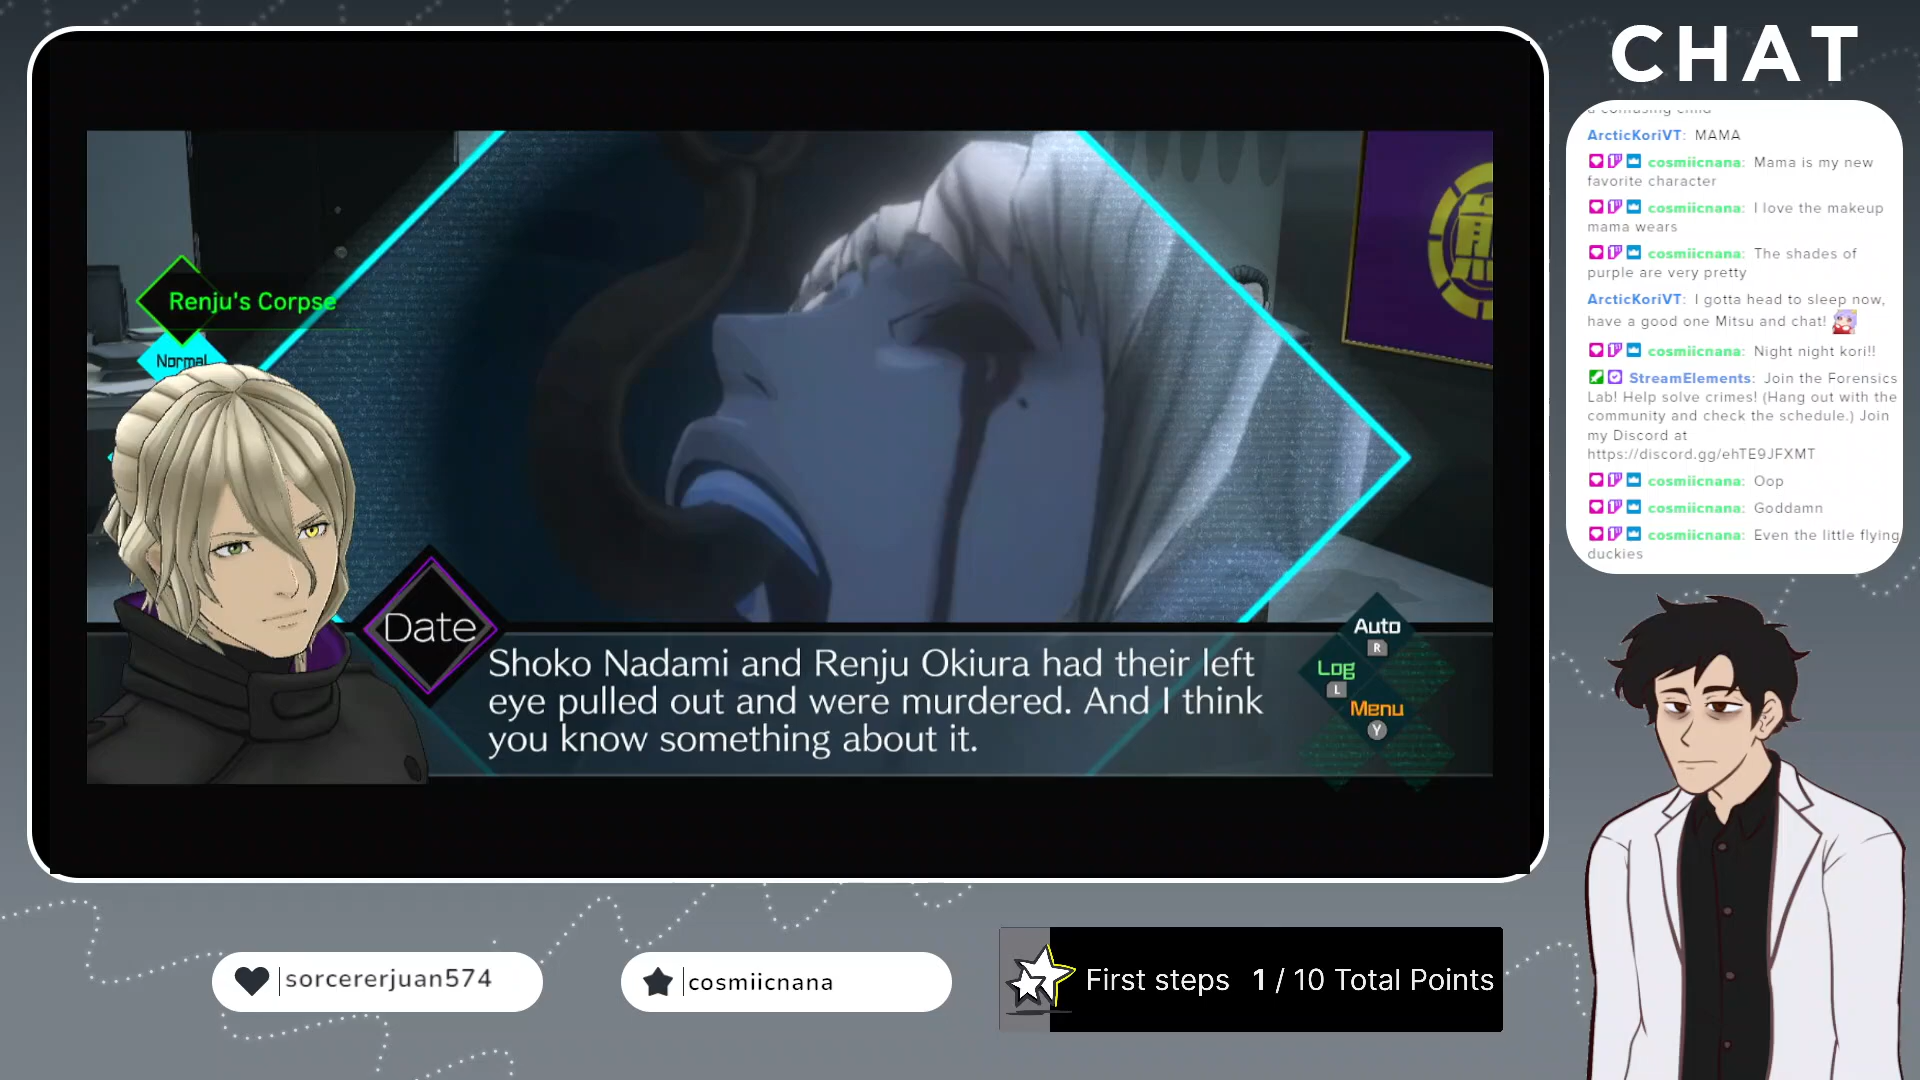 CHAT
ArcticKoriVT: MAMA
cosmiicnana: Mama is my new
favorite character
cosmiicnana: I love the makeup
mama wears
cosmiicnana: The shades of
purple are very pretty
ArcticKoriVT: I gotta head to sleep now,
have a good one Mitsu and chat!
cosmiicnana: Night night kori!!
StreamElements: Join the Forensics
Lab! Help solve crimes! (Hang out with the
community and check the schedule.) Join
my Discord at
https://discord.gg/ehTE9JFXMT
cosmiicnana: Oop
cosmiicnana: Goddamn
cosmiicnana: Even the little flying
duckies
Renju's Corpse
Normal
Date
Shoko Nadami and Renju Okiura had their left
eye pulled out and were murdered. And I think
you know something about it.
Auto
R
Log
L
Menu
Y
sorcererjuan574
cosmiicnana
First steps 1 / 10 Total Points